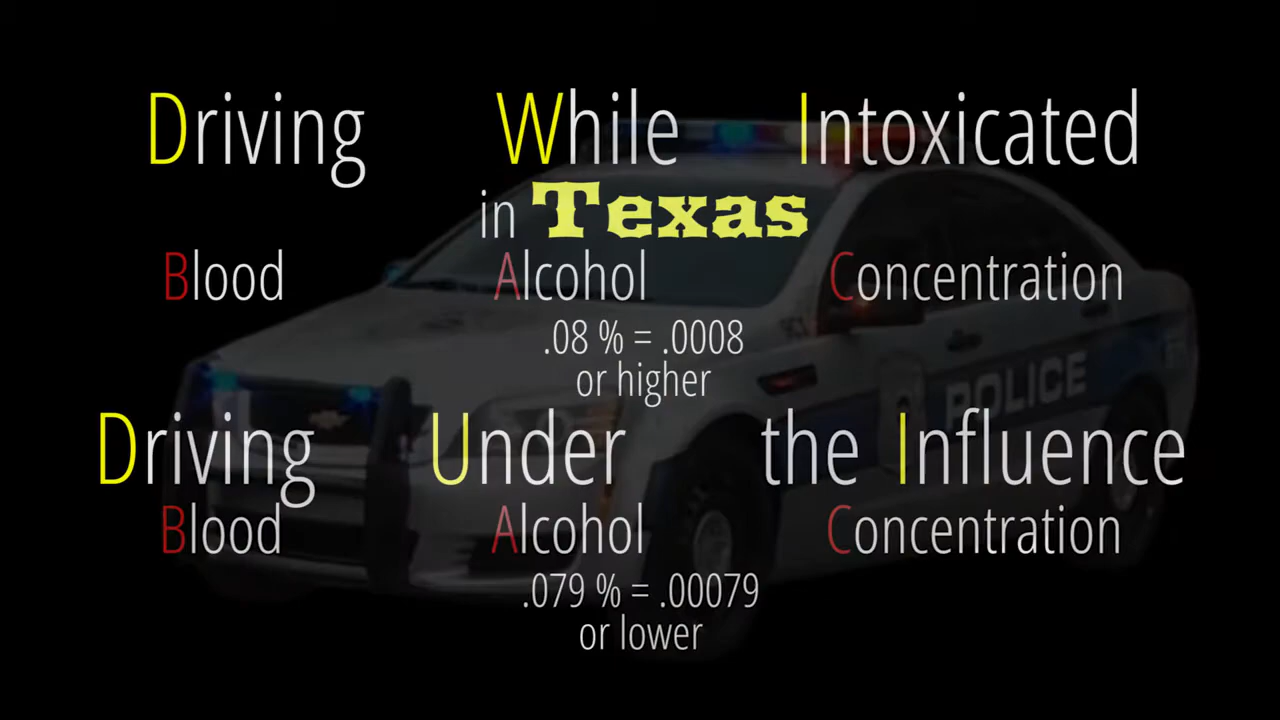 Driving While Intoxicated
in Texas
Blood Alcohol Concentration
.08 % = .0008
or higher
POLICE
Driving Under the Influence
Blood Alcohol Concentration
.079 % = .00079
or lower